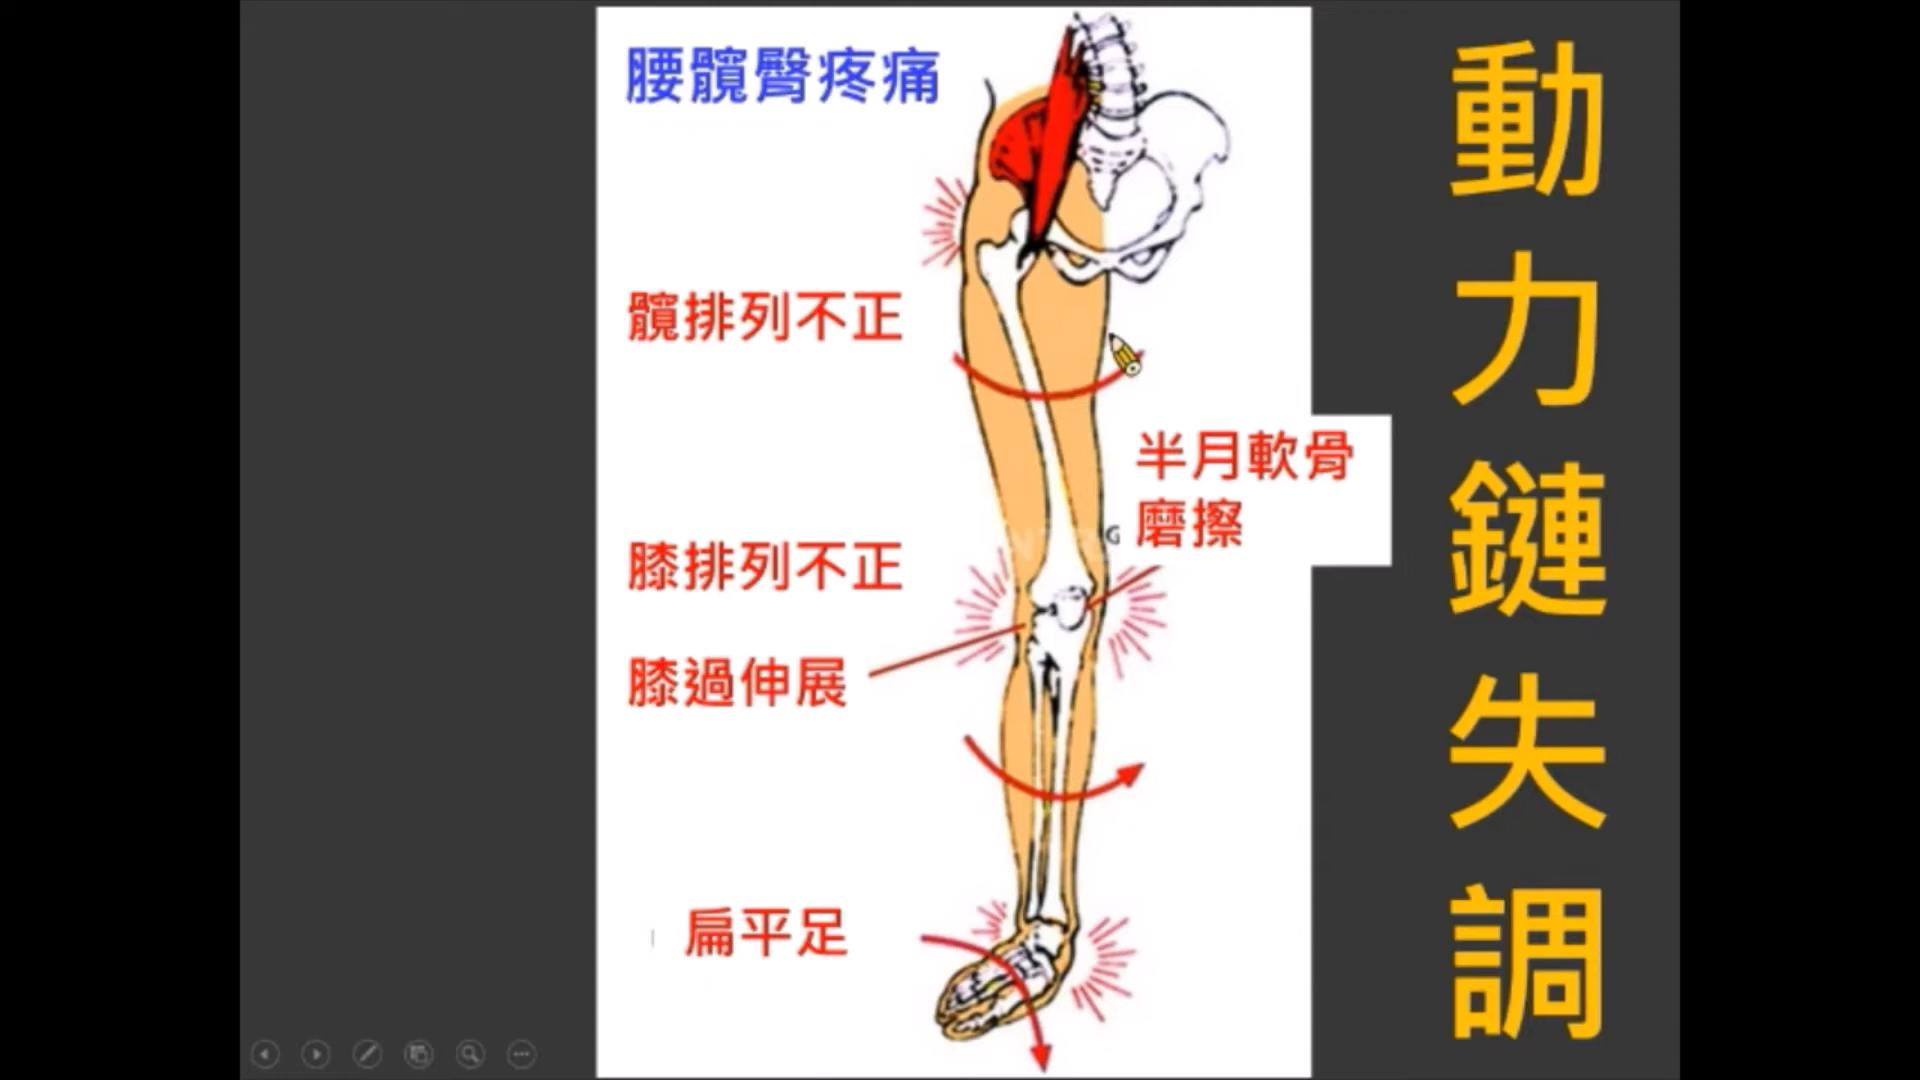 腰髖臀疼痛
髖排列不正
半月軟骨
磨擦
G
膝排列不正
膝過伸展
扁平足
動力鏈失調